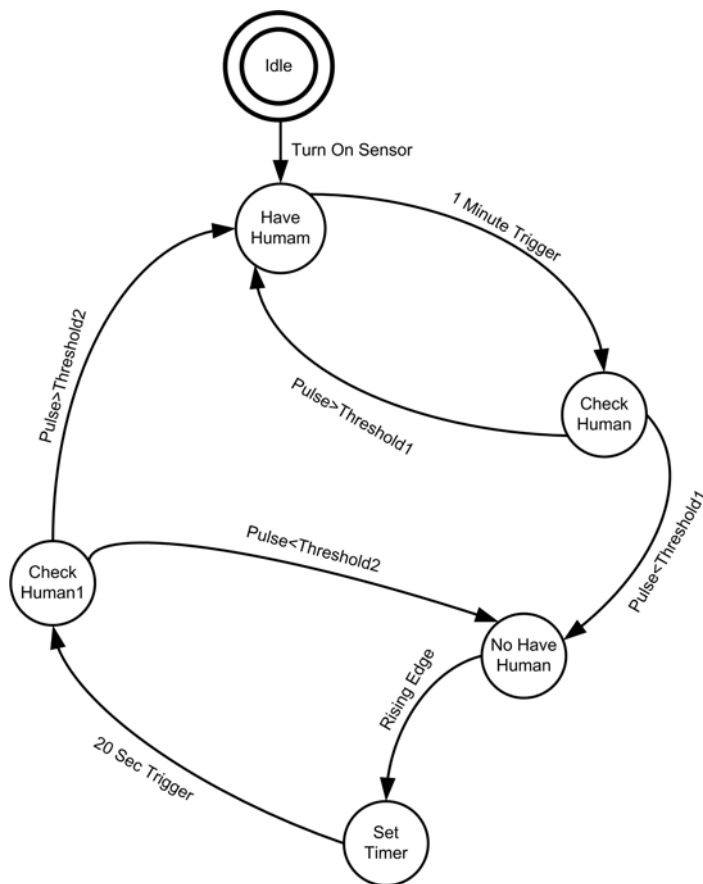 Idle
Turn On Sensor
Have
Humam
1 Minute Trigger
Pulse>Threshold2
Pulse>Threshold1
Check
Human
Pulse<Threshold1
Pulse<Threshold2
Check
Human1
No Have
Human
Rising Edge
20 Sec Trigger
Set
Timer